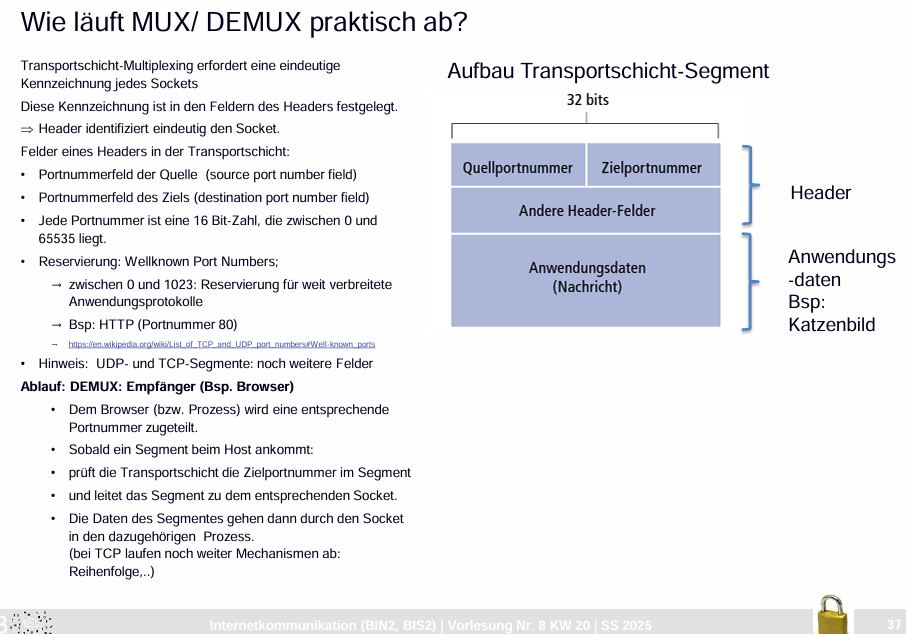 Wie läuft MUX/ DEMUX praktisch ab?
Transportschicht-Multiplexing erfordert eine eindeutige
Kennzeichnung jedes Sockets
Diese Kennzeichnung ist in den Feldern des Headers festgelegt.
⇒ Header identifiziert eindeutig den Socket.
Felder eines Headers in der Transportschicht:
• Portnummerfeld der Quelle (source port number field)
• Portnummerfeld des Ziels (destination port number field)
• Jede Portnummer ist eine 16 Bit-Zahl, die zwischen 0 und
65535 liegt.
• Reservierung: Wellknown Port Numbers;
→ zwischen 0 und 1023: Reservierung für weit verbreitete
Anwendungsprotokolle
→ Bsp: HTTP (Portnummer 80)
→ https://en.wikipedia.org/wiki/List_of_TCP_and_UDP_port_numbers#Well-known_ports
• Hinweis: UDP- und TCP-Segmente: noch weitere Felder
Ablauf: DEMUX: Empfänger (Bsp. Browser)
• Dem Browser (bzw. Prozess) wird eine entsprechende
Portnummer zugeteilt.
• Sobald ein Segment beim Host ankommt:
• prüft die Transportschicht die Zielportnummer im Segment
• und leitet das Segment zu dem entsprechenden Socket.
• Die Daten des Segmentes gehen dann durch den Socket
in den dazugehörigen Prozess.
(bei TCP laufen noch weiter Mechanismen ab:
Reihenfolge,..)
Aufbau Transportschicht-Segment
32 bits
Quellportnummer Zielportnummer
Andere Header-Felder
Anwendungsdaten
(Nachricht)
Header
Anwendungs
-daten
Bsp:
Katzenbild
Internetkommunikation (BIN2, BIS2) | Vorlesung Nr. 8 KW 20 | SS 2025
37